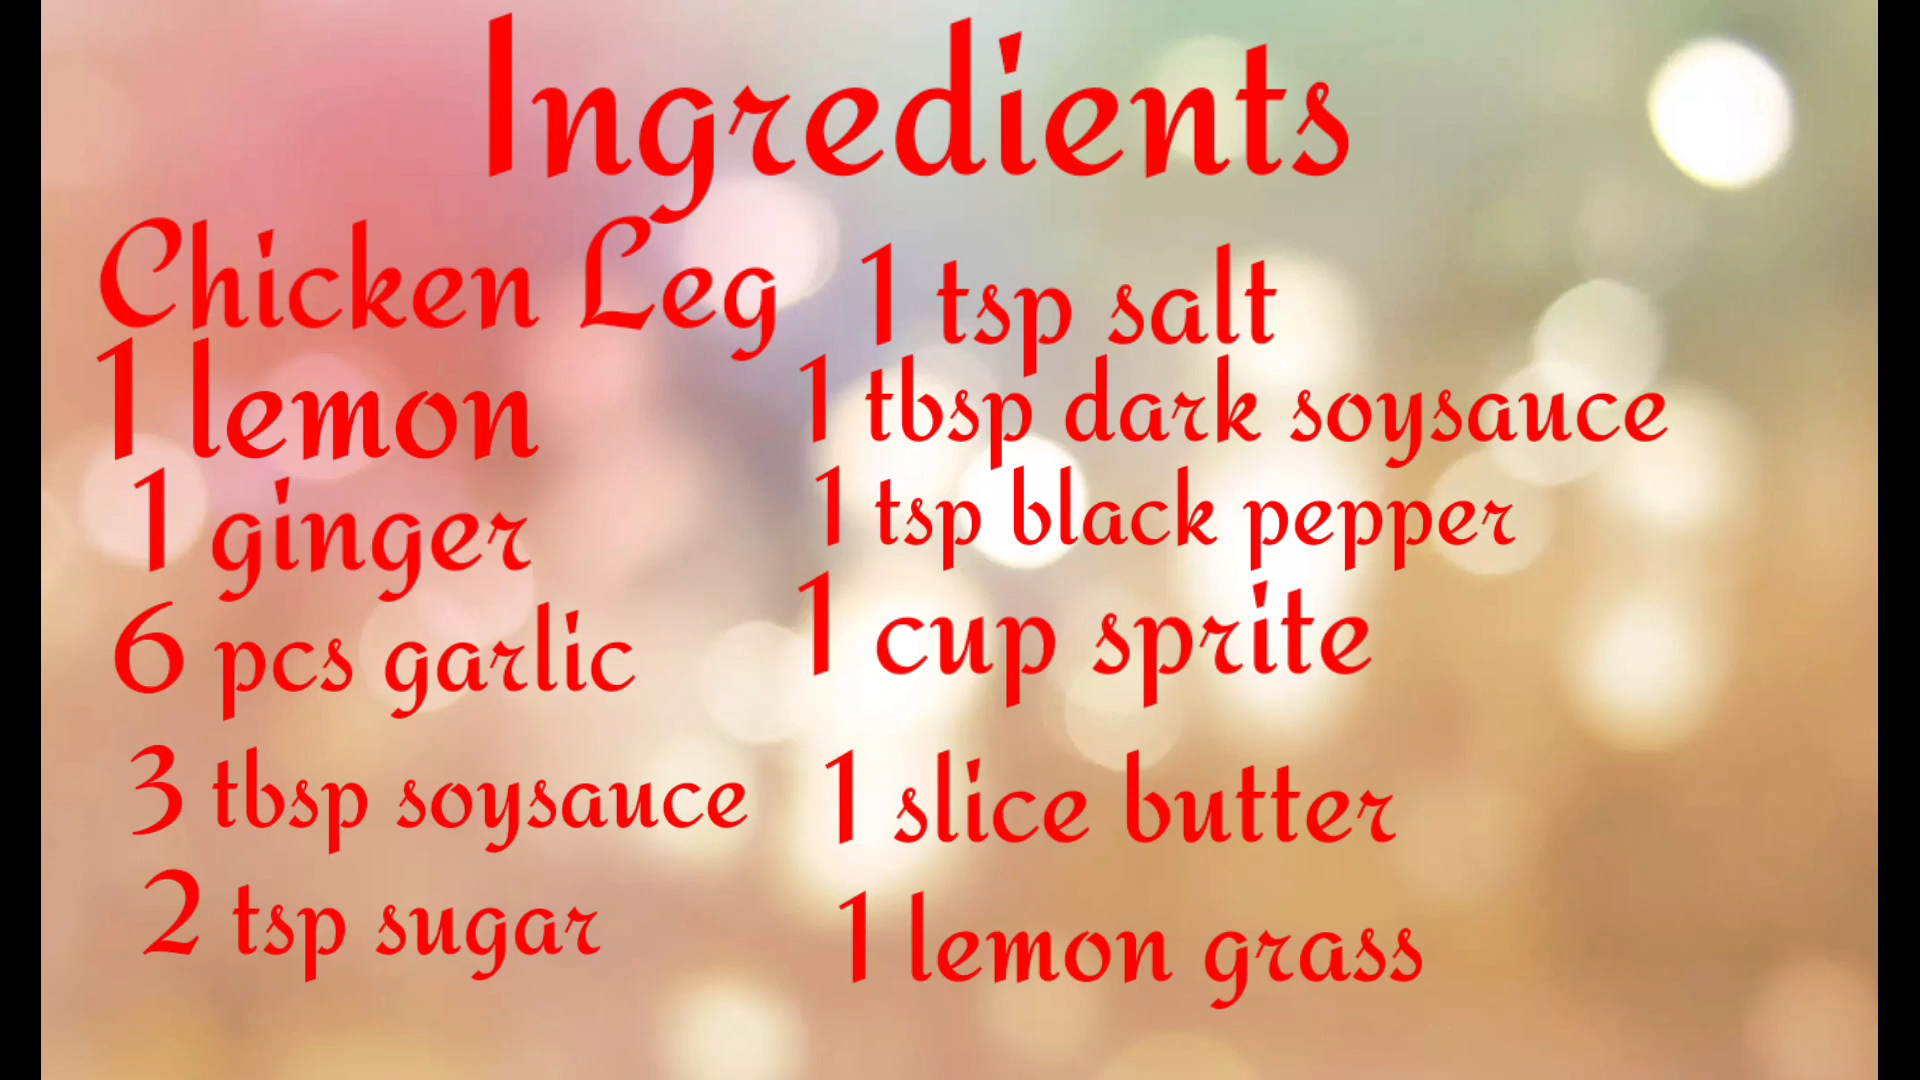 Ingredients
Chicken Leg
1 lemon
1 ginger
6 pcs garlic
3 tbsp soysauce
2 tsp sugar
1 tsp salt
1 tbsp dark soysauce
1 tsp black pepper
1 cup sprite
1 slice butter
1 lemon grass